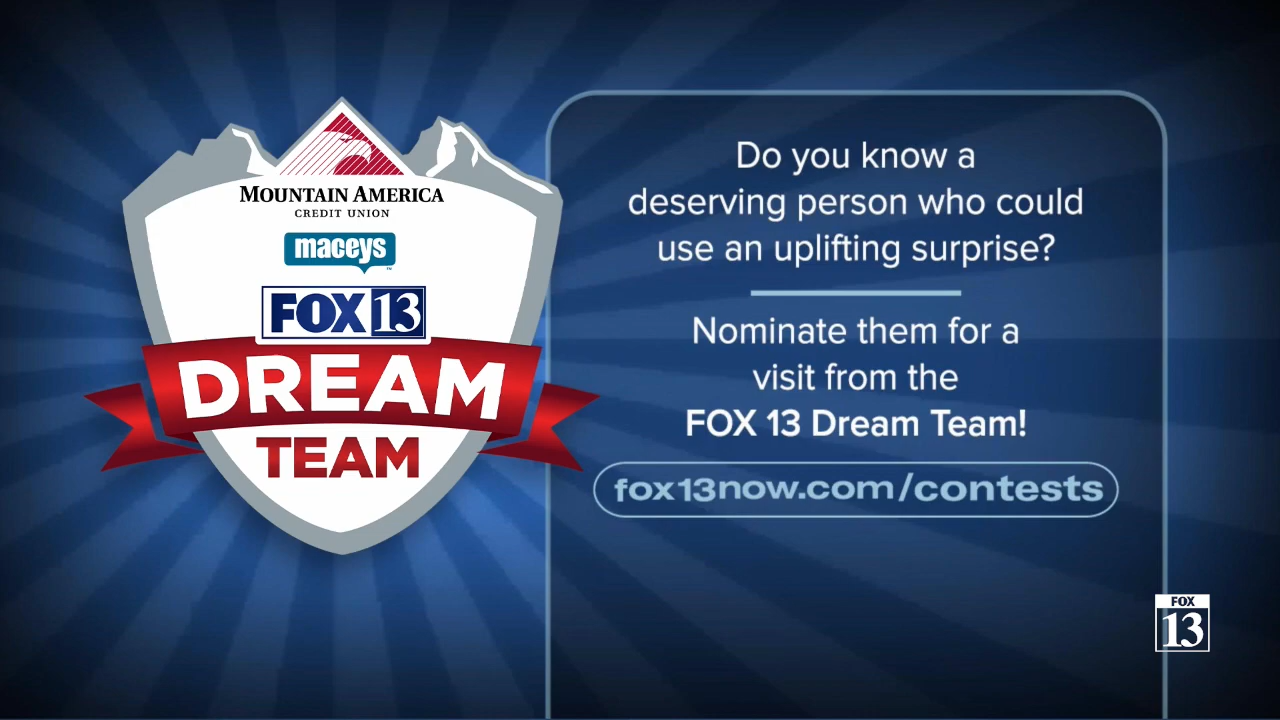 MOUNTAIN AMERICA
CREDIT UNION
maceys
FOX 13
DREAM
TEAM
Do you know a
deserving person who could
use an uplifting surprise?
Nominate them for a
visit from the
FOX 13 Dream Team!
fox13now.com/contests
FOX
13